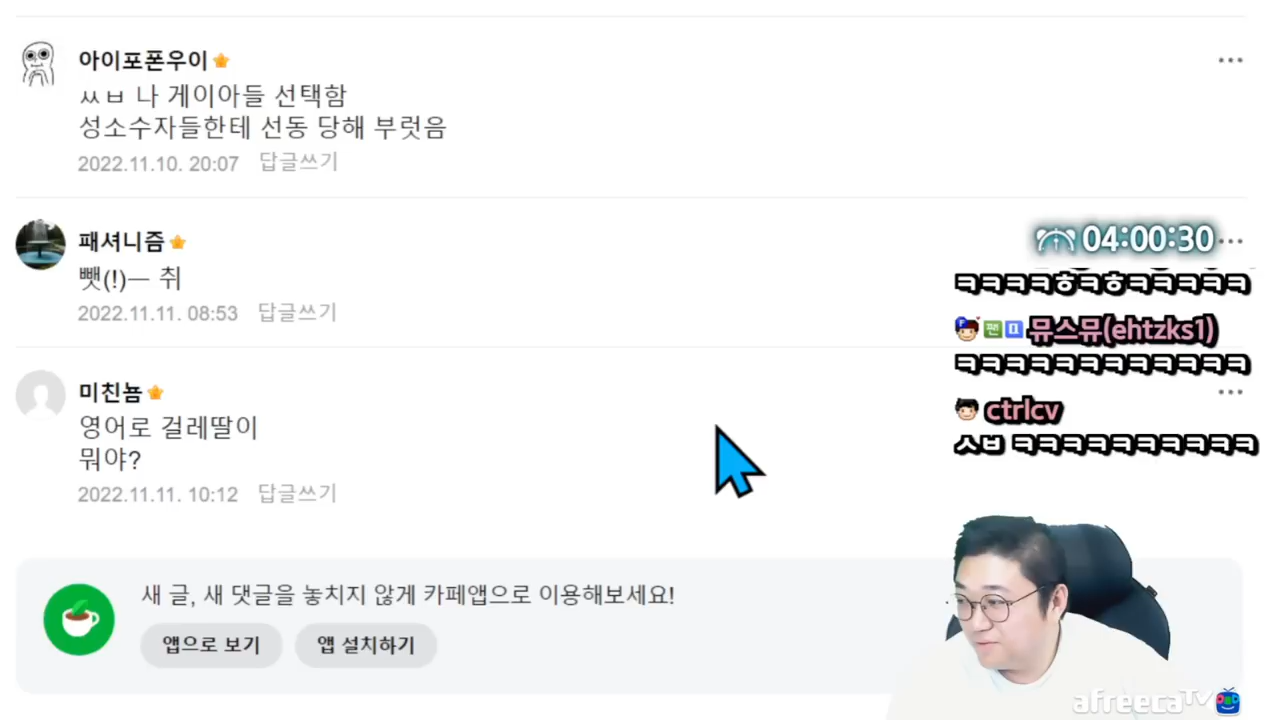 아이포폰우이
ㅆㅂ 나 게이아들 선택함
성소수자들한테 선동 당해 부럿음
2022.11.10. 20:07 답글쓰기
패셔니즘
뺏(!)ㅡ 취
2022.11.11. 08:53 답글쓰기
미친놈
영어로 걸레딸이
뭐야?
2022.11.11. 10:12 답글쓰기
새 글, 새 댓글을 놓치지 않게 카페앱으로 이용해보세요!
앱으로 보기 앱 설치하기
04:00:30
ㅋㅋㅋㅋㅎㅋㅎㅋㅋㅋㅋㅋ
F 팬 뮤스뮤(ehtzks1)
ㅋㅋㅋㅋㅋㅋㅋㅋㅋㅋㅋㅋ
ctrlcv
ㅅㅂ ㅋㅋㅋㅋㅋㅋㅋㅋㅋㅋ
afreecaTV